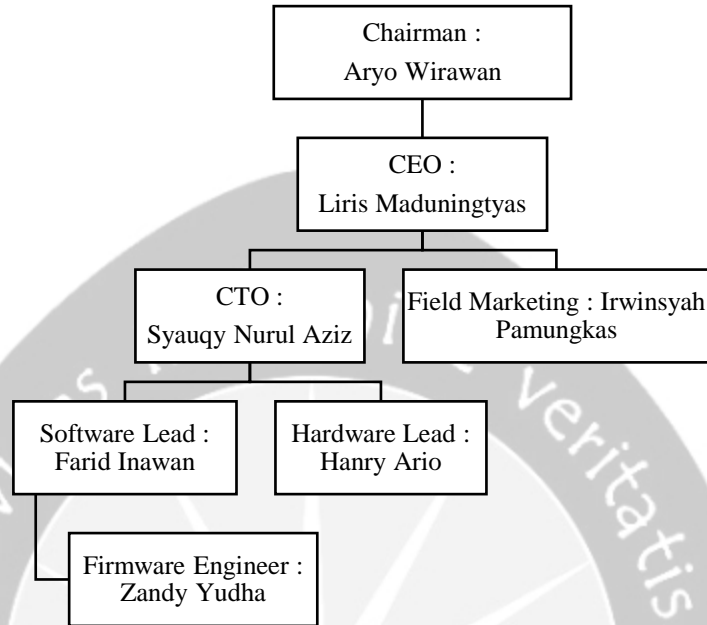 Chairman :
Aryo Wirawan
CEO :
Liris Maduningtyas
CTO :
Syauqy Nurul Aziz
Field Marketing : Irwinsyah
Pamungkas
Software Lead :
Farid Inawan
Hardware Lead :
Hanry Ario
Firmware Engineer :
Zandy Yudha
veritatis